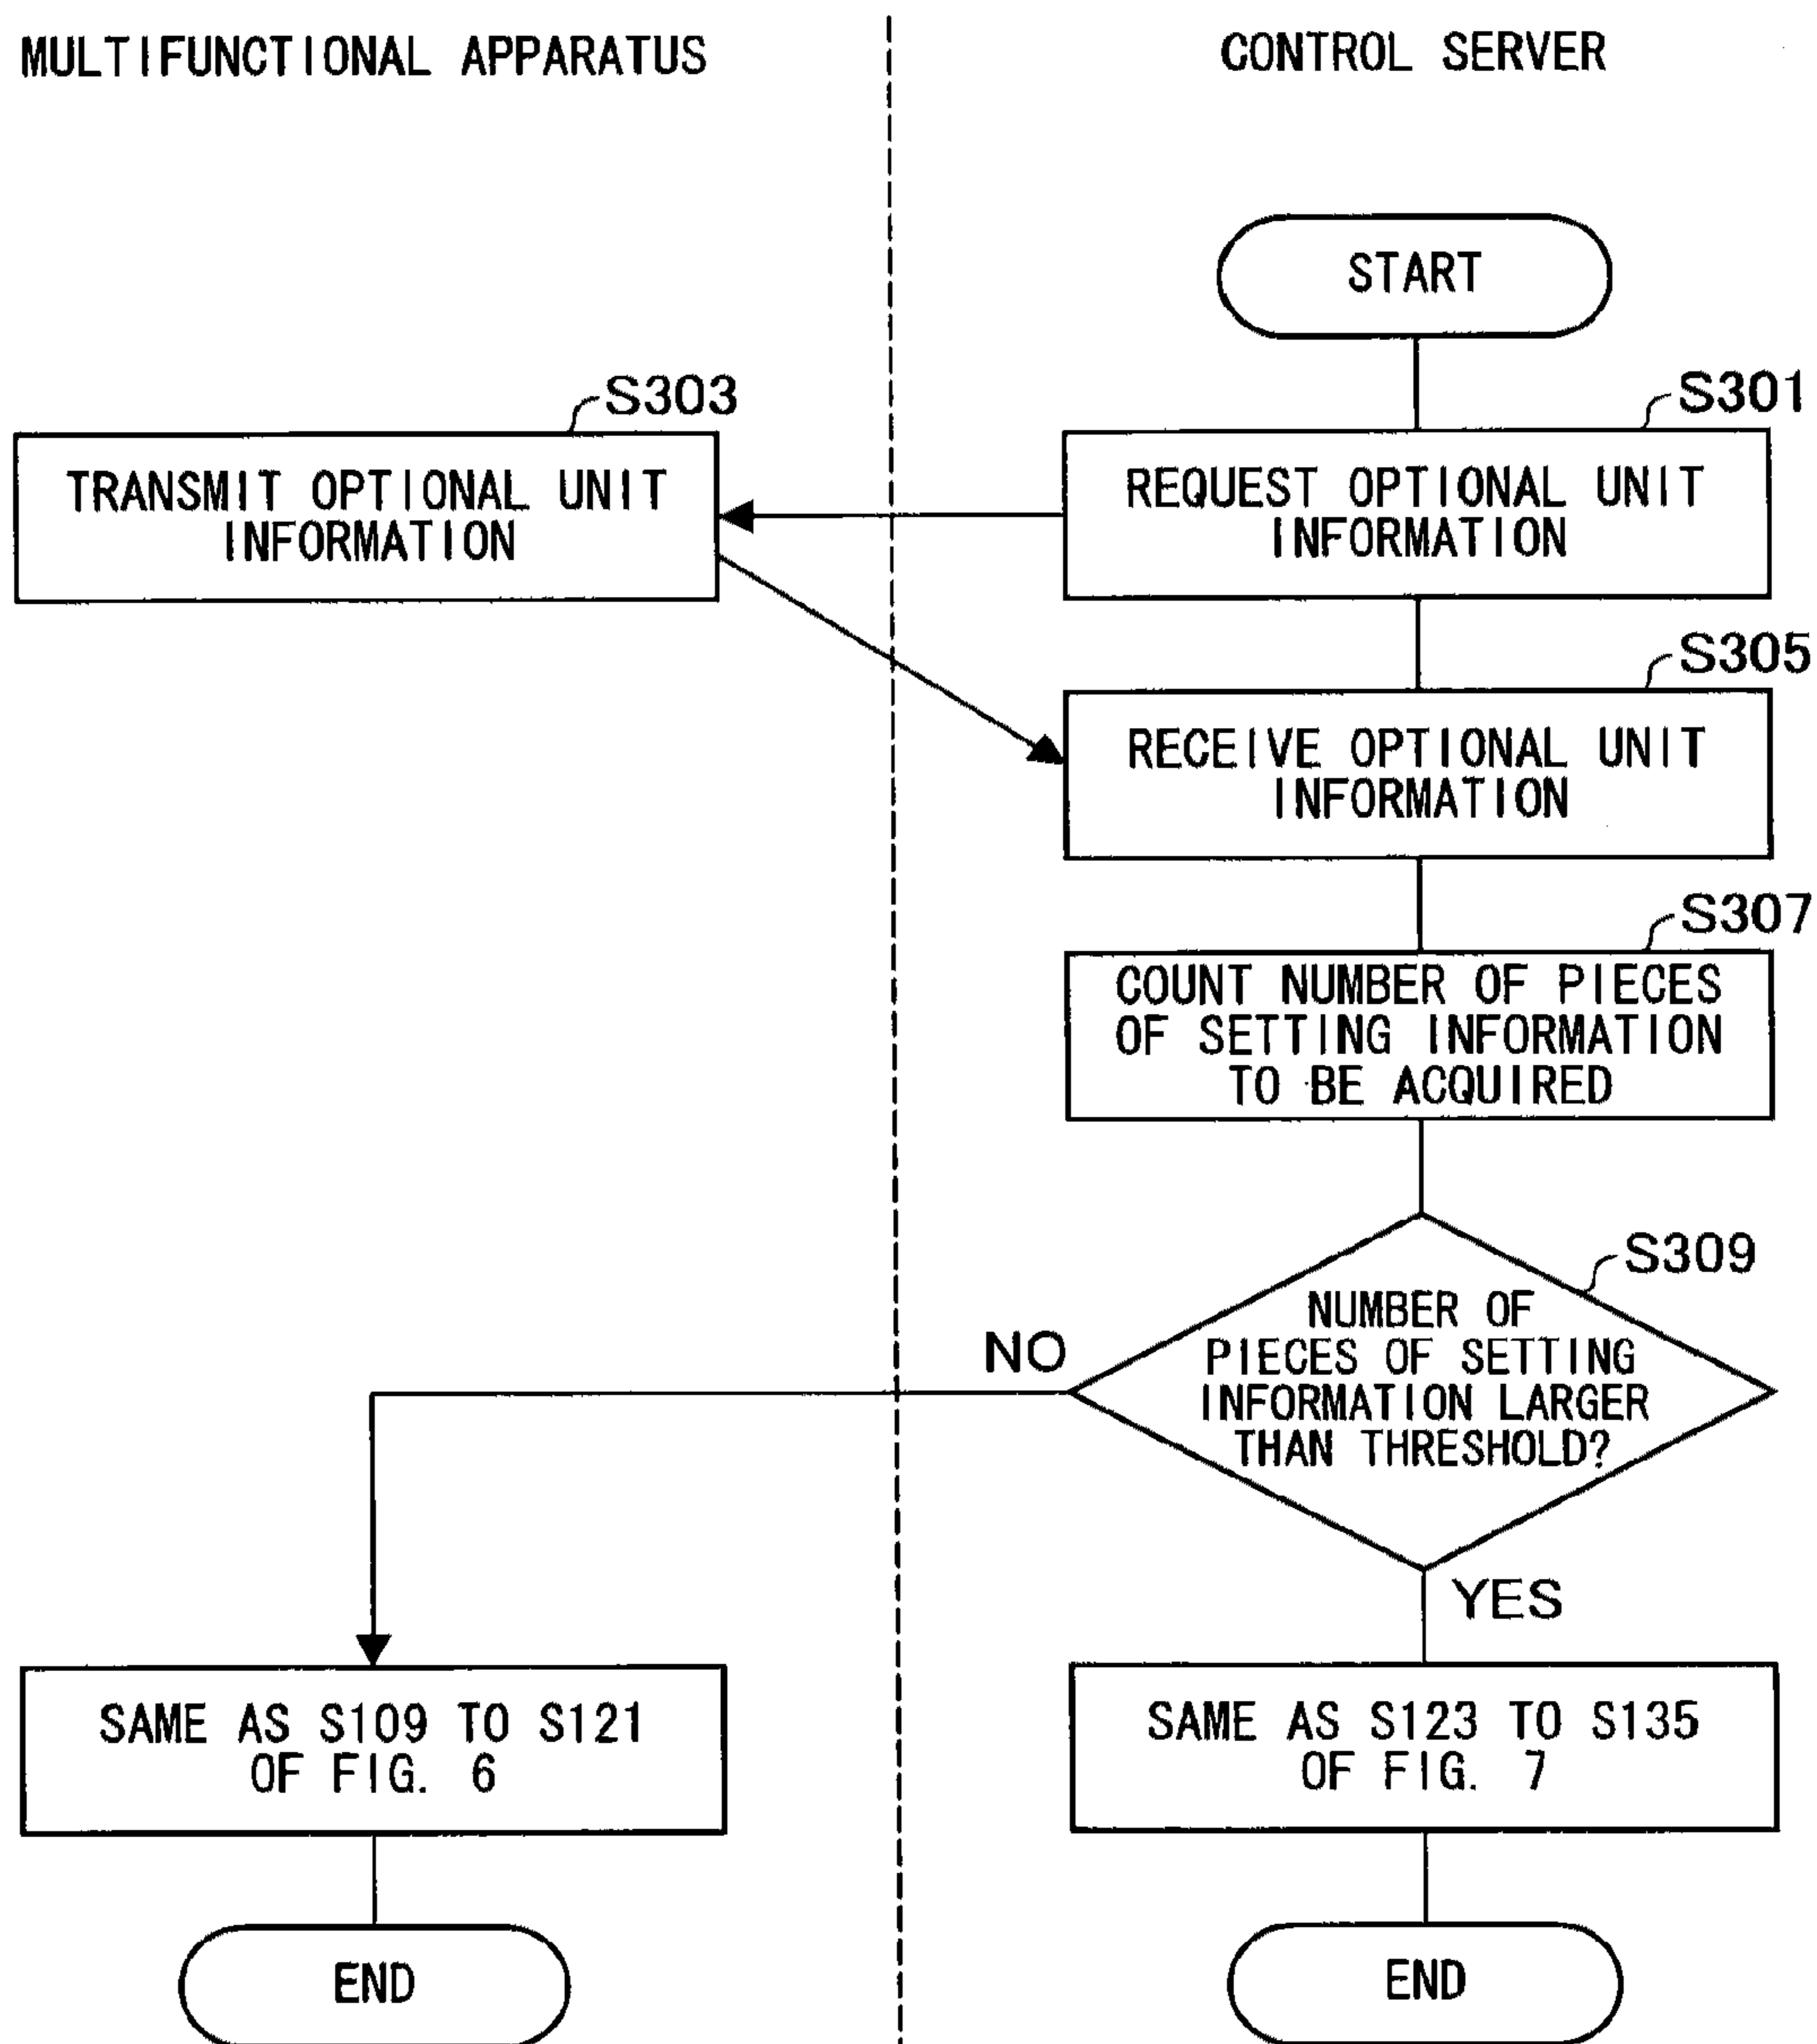 MULTIFUNCTIONAL APPARATUS
CONTROL SERVER
START
S301
REQUEST OPTIONAL UNIT
INFORMATION
S303
TRANSMIT OPTIONAL UNIT
INFORMATION
S305
RECEIVE OPTIONAL UNIT
INFORMATION
S307
COUNT NUMBER OF PIECES
OF SETTING INFORMATION
TO BE ACQUIRED
S309
NUMBER OF
PIECES OF SETTING
INFORMATION LARGER
THAN THRESHOLD?
NO
YES
SAME AS S109 TO S121
OF FIG. 6
SAME AS S123 TO S135
OF FIG. 7
END
END